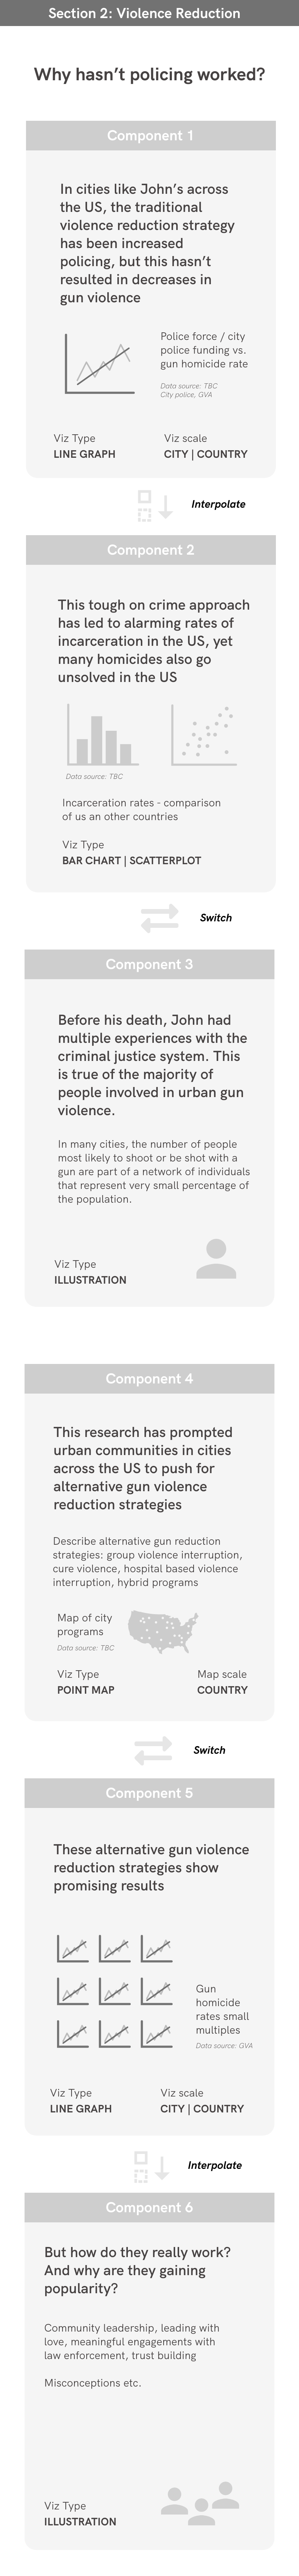 Section 2: Violence Reduction
Why hasn't policing worked?
Component 1
In cities like John's across
the US, the traditional
violence reduction strategy
has been increased
policing, but this hasn't
resulted in decreases in
gun violence
Police force / city
police funding vs.
gun homicide rate
Data source: TBC
City police, GVA
Viz Type
LINE GRAPH
Viz scale
CITY | COUNTRY
Interpolate
Component 2
This tough on crime approach
has led to alarming rates of
incarceration in the US, yet
many homicides also go
unsolved in the US
Data source: TBC
Incarceration rates - comparison
of us an other countries
Viz Type
BAR CHART | SCATTERPLOT
Switch
Component 3
Before his death, John had
multiple experiences with the
criminal justice system. This
is true of the majority of
people involved in urban gun
violence.
In many cities, the number of people
most likely to shoot or be shot with a
gun are part of a network of individuals
that represent very small percentage of
the population.
Viz Type
ILLUSTRATION
Component 4
This research has prompted
urban communities in cities
across the US to push for
alternative gun violence
reduction strategies
Describe alternative gun reduction
strategies: group violence interruption,
cure violence, hospital based violence
interruption, hybrid programs
Map of city
programs
Data source: TBC
Viz Type
POINT MAP
Map scale
COUNTRY
Switch
Component 5
These alternative gun violence
reduction strategies show
promising results
Gun
homicide
rates small
multiples
Data source: GVA
Viz Type
LINE GRAPH
Viz scale
CITY | COUNTRY
Interpolate
Component 6
But how do they really work?
And why are they gaining
popularity?
Community leadership, leading with
love, meaningful engagements with
law enforcement, trust building
Misconceptions etc.
Viz Type
ILLUSTRATION